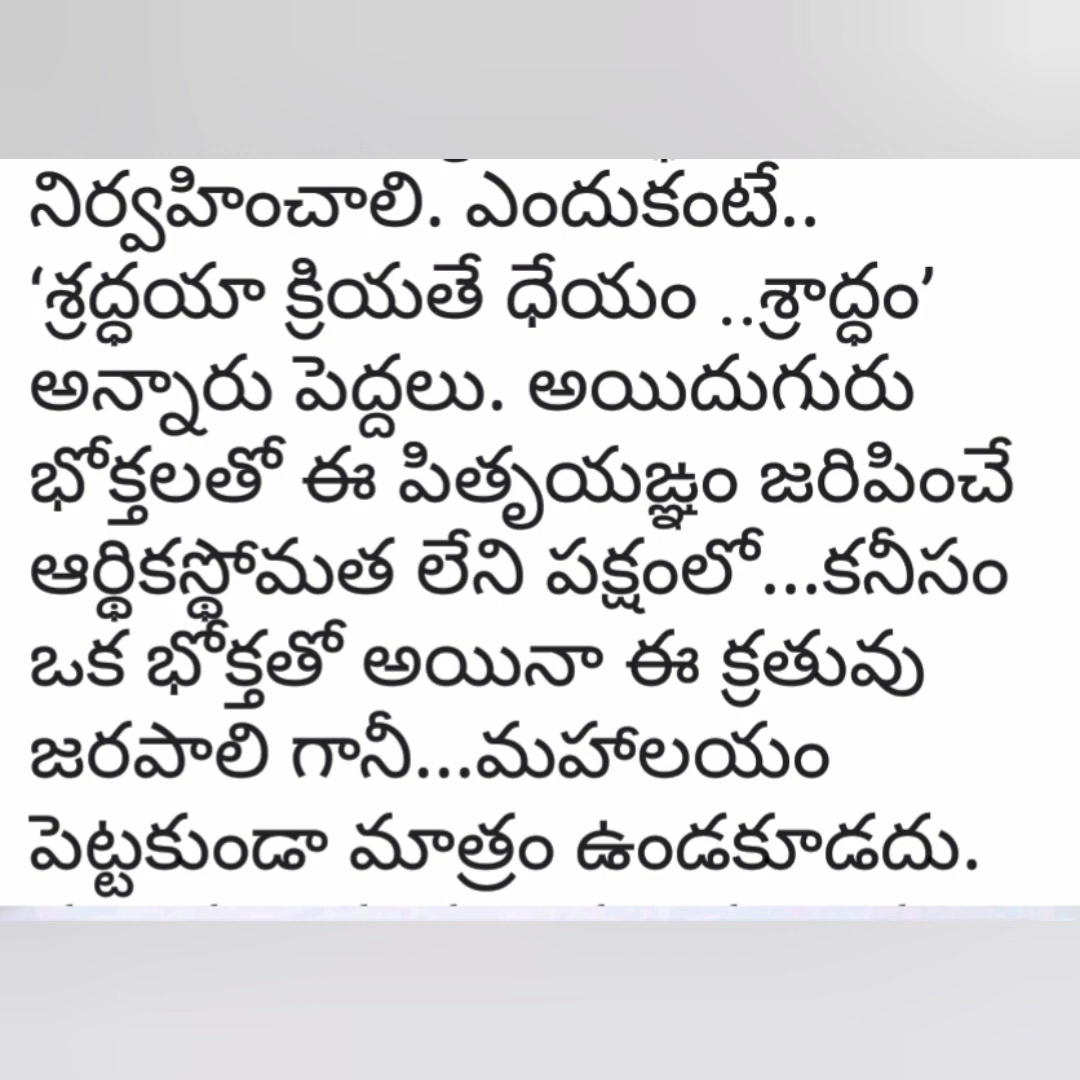 నిర్వహించాలి. ఎందుకంటే..
‘శ్రద్ధయా క్రియతే ధేయం ..శ్రాద్ధం’
అన్నారు పెద్దలు. అయిదుగురు
భోక్తలతో ఈ పితృయఙ్ఞం జరిపించే
ఆర్థికస్థోమత లేని పక్షంలో...కనీసం
ఒక భోక్తతో అయినా ఈ క్రతువు
జరపాలి గానీ...మహాలయం
పెట్టకుండా మాత్రం ఉండకూడదు.